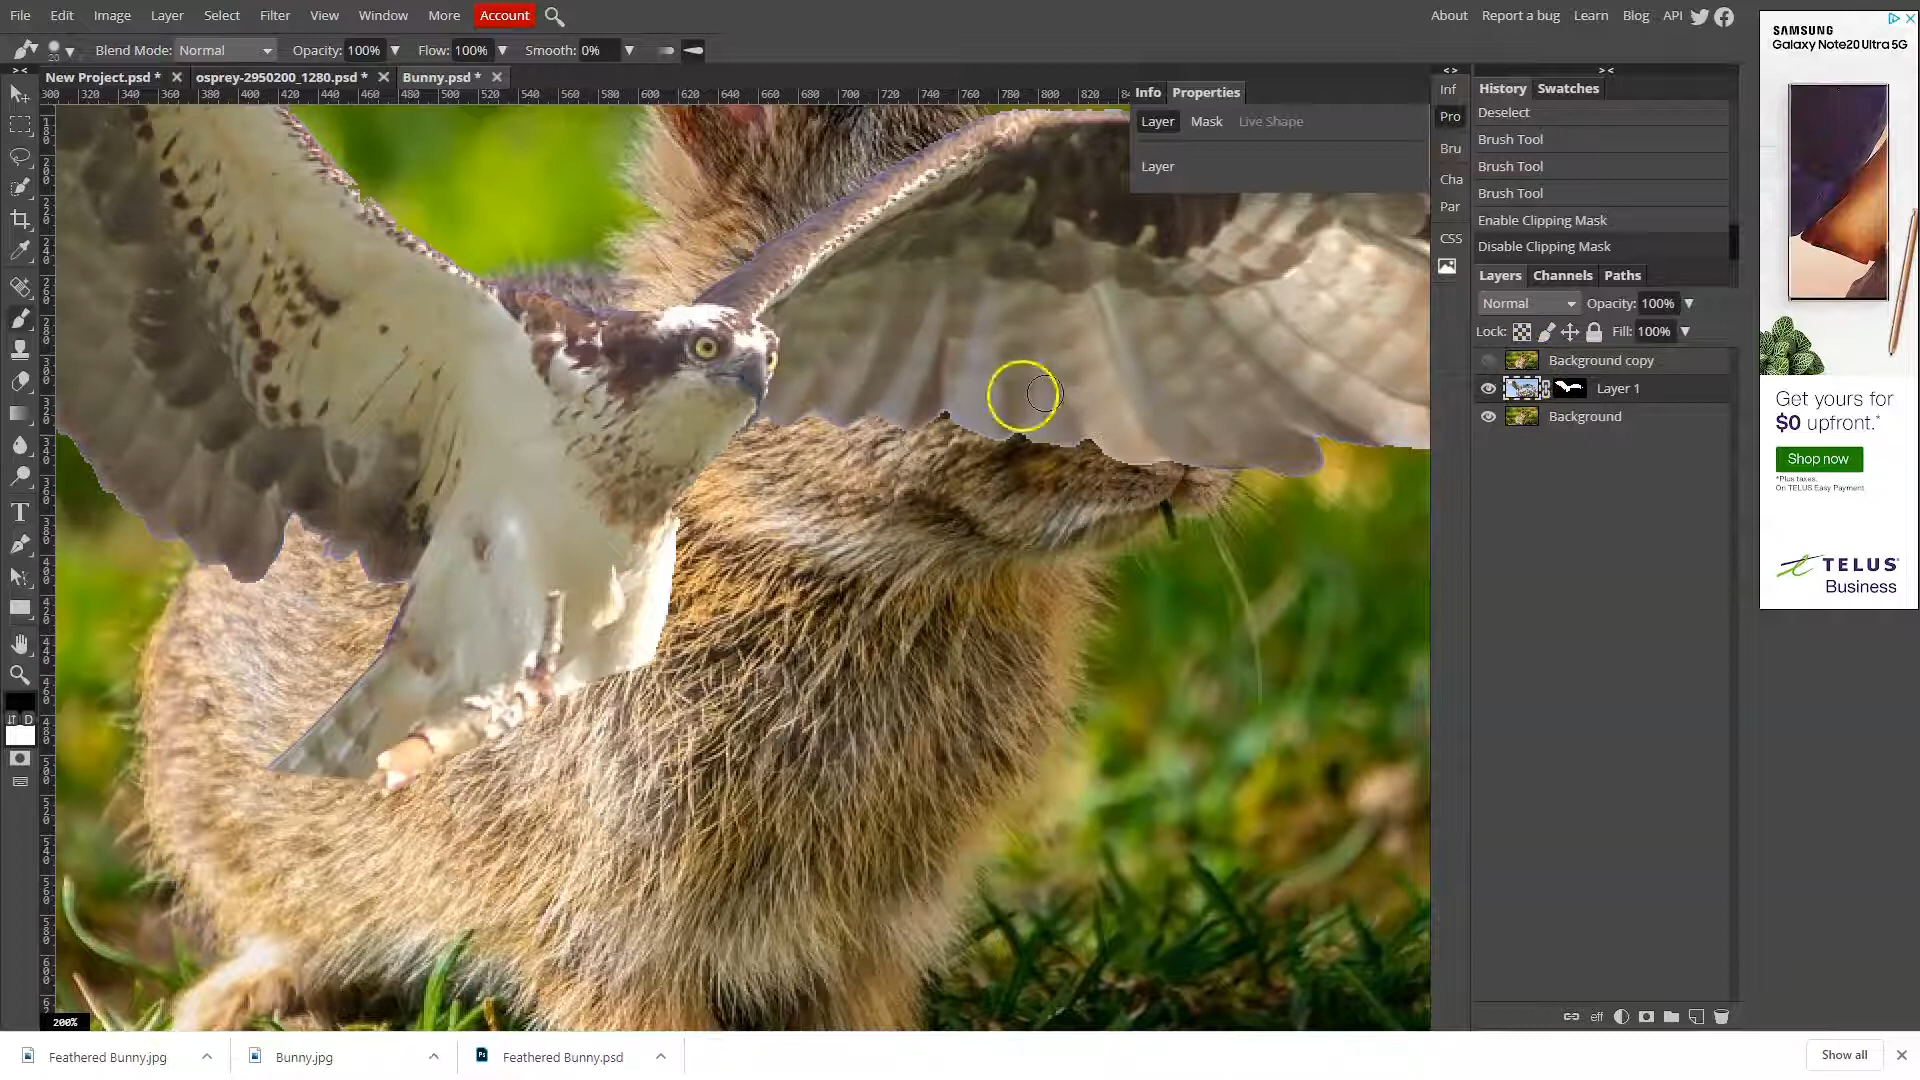 File Edit Image Layer Select Filter View Window More Account
About Report a bug Learn Blog API
Blend Mode: Normal Opacity: 100% Flow: 100% Smooth: 0%
20
New Project.psd * osprey-2950200_1280.psd * Bunny.psd *
300 320 340 360 380 400 420 440 460 480 500 520 540 560 580 600 620 640 660 680 700 720 740 760 780 800 820
Info Properties
Layer Mask Live Shape
Layer
Inf
Pro
Bru
Cha
Par
CSS
History Swatches
Deselect
Brush Tool
Brush Tool
Brush Tool
Enable Clipping Mask
Disable Clipping Mask
Layers Channels Paths
Normal Opacity: 100%
Lock: Fill: 100%
Background copy
Layer 1
Background
eff
D
200%
SAMSUNG
Galaxy Note20 Ultra 5G
Get yours for
$0 upfront.*
Shop now
*Plus taxes.
On TELUS Easy Payment
TELUS
Business
Feathered Bunny.jpg Bunny.jpg Feathered Bunny.psd Show all